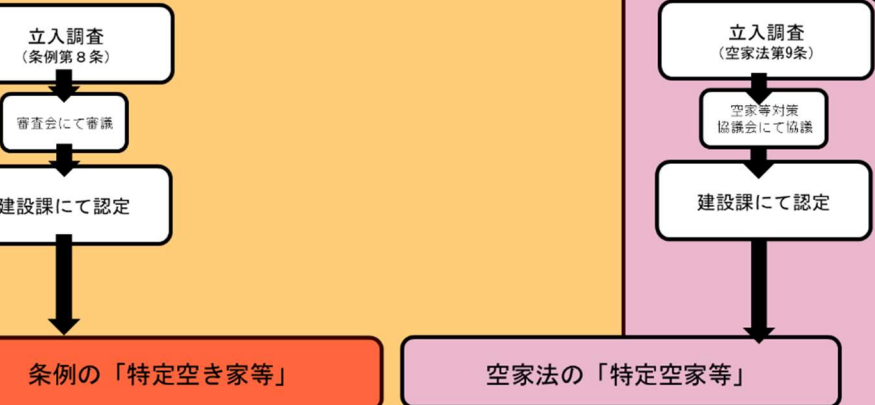 立入調査
（条例第８条）
審査会にて審議
建設課にて認定
条例の「特定空き家等」
立入調査
（空家法第9条）
空家等対策
協議会にて協議
建設課にて認定
空家法の「特定空家等」